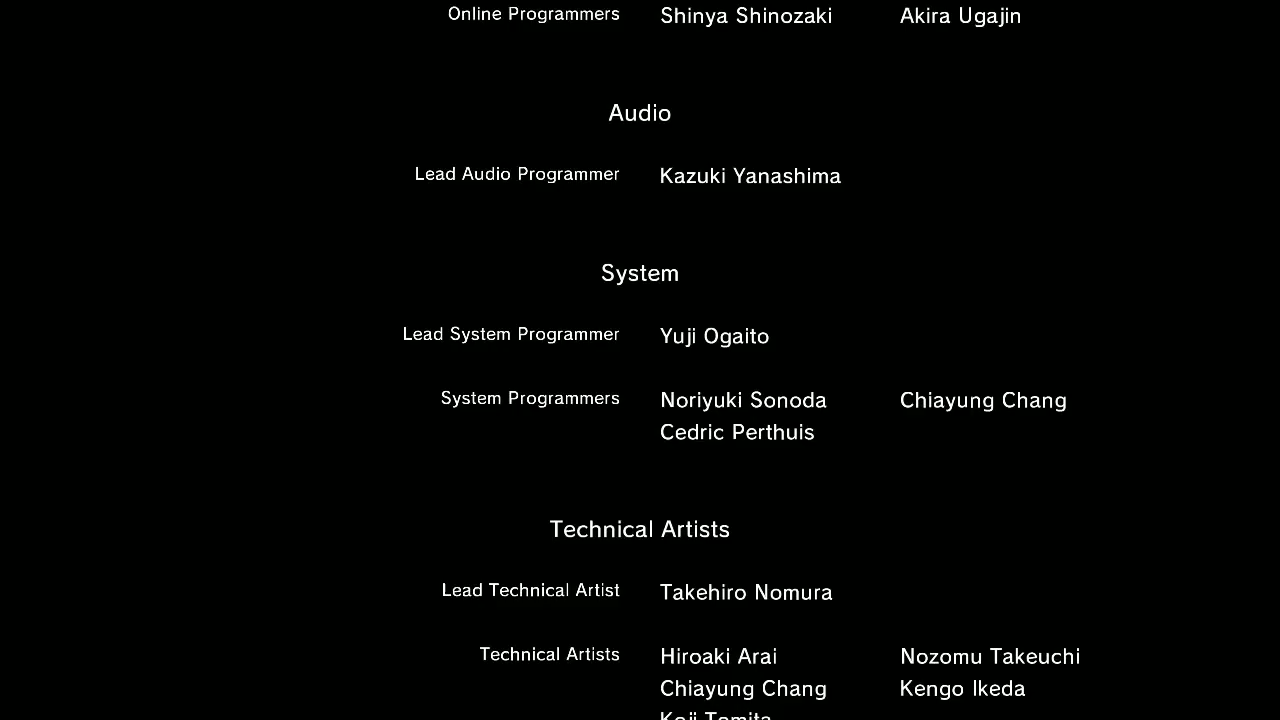 Online Programmers Shinya Shinozaki Akira Ugajin
Audio
Lead Audio Programmer Kazuki Yanashima
System
Lead System Programmer Yuji Ogaito
System Programmers Noriyuki Sonoda Chiayung Chang
Cedric Perthuis
Technical Artists
Lead Technical Artist Takehiro Nomura
Technical Artists Hiroaki Arai Nozomu Takeuchi
Chiayung Chang Kengo Ikeda
Koji Tomita